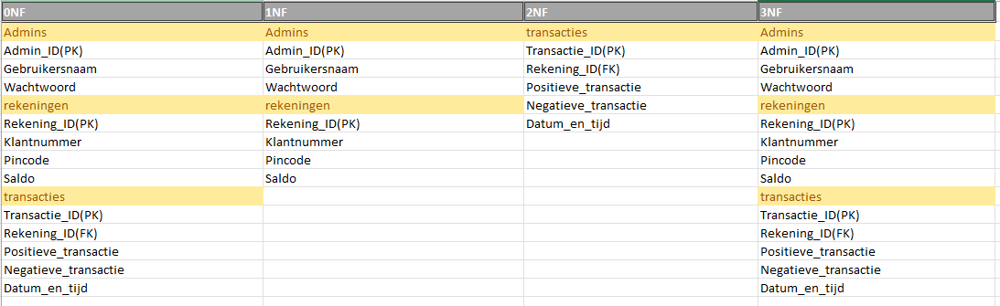 0NF 1NF 2NF 3NF
Admins Admins transacties Admins
Admin_ID(PK) Admin_ID(PK) Transactie_ID(PK) Admin_ID(PK)
Gebruikersnaam Gebruikersnaam Rekening_ID(FK) Gebruikersnaam
Wachtwoord Wachtwoord Positieve_transactie Wachtwoord
rekeningen rekeningen Negatieve_transactie rekeningen
Rekening_ID(PK) Rekening_ID(PK) Datum_en_tijd Rekening_ID(PK)
Klantnummer Klantnummer Klantnummer
Pincode Pincode Pincode
Saldo Saldo Saldo
transacties transacties
Transactie_ID(PK) Transactie_ID(PK)
Rekening_ID(FK) Rekening_ID(FK)
Positieve_transactie Positieve_transactie
Negatieve_transactie Negatieve_transactie
Datum_en_tijd Datum_en_tijd